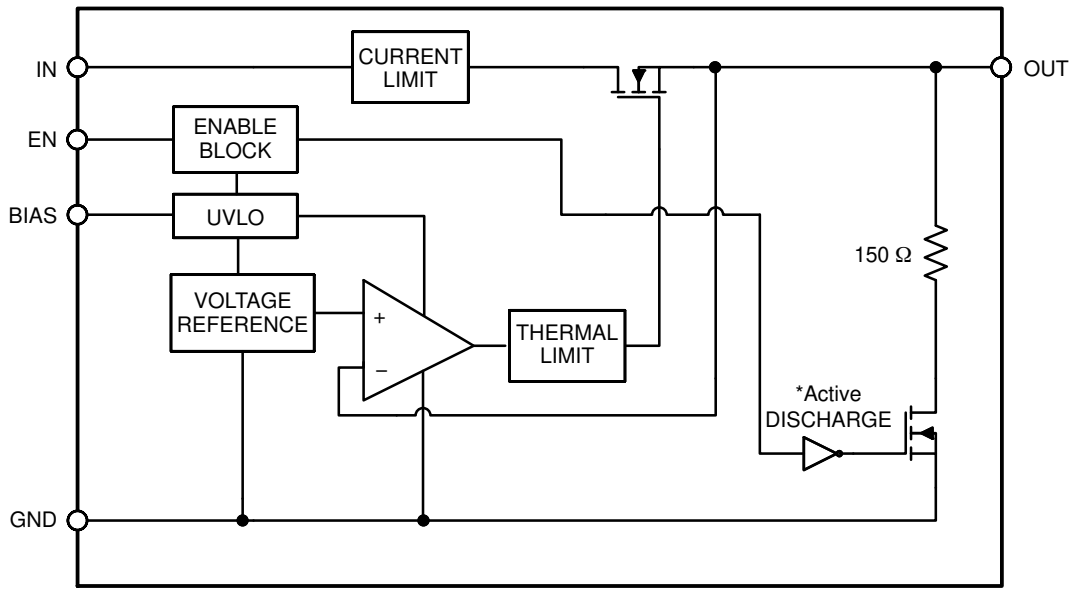 IN
CURRENT
LIMIT
OUT
EN
ENABLE
BLOCK
BIAS
UVLO
150 Ω
VOLTAGE
REFERENCE
+
−
THERMAL
LIMIT
*Active
DISCHARGE
GND